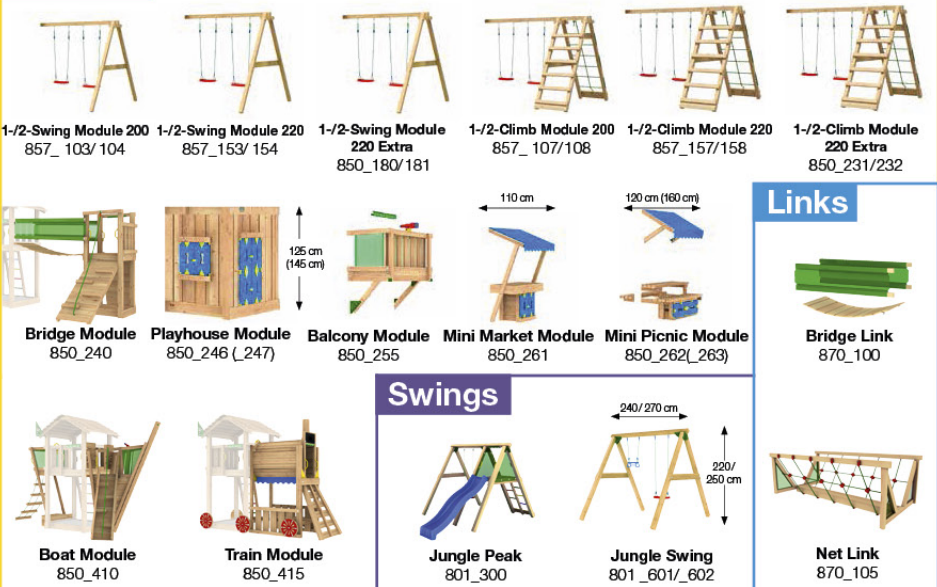 1-/2-Swing Module 200
857_ 103/ 104
1-/2-Swing Module 220
857_153/ 154
1-/2-Swing Module
220 Extra
850_180/181
1-/2-Climb Module 200
857_ 107/108
1-/2-Climb Module 220
857_157/158
1-/2-Climb Module
220 Extra
850_231/232
Bridge Module
850_240
125 cm
(145 cm)
Playhouse Module
850_246 (_247)
Balcony Module
850_255
110 cm
Mini Market Module
850_261
120 cm (160 cm)
Mini Picnic Module
850_262(_263)
Links
Bridge Link
870_100
Net Link
870_105
Boat Module
850_410
Train Module
850_415
Swings
Jungle Peak
801_300
240/ 270 cm
220/
250 cm
Jungle Swing
801 _601/_602